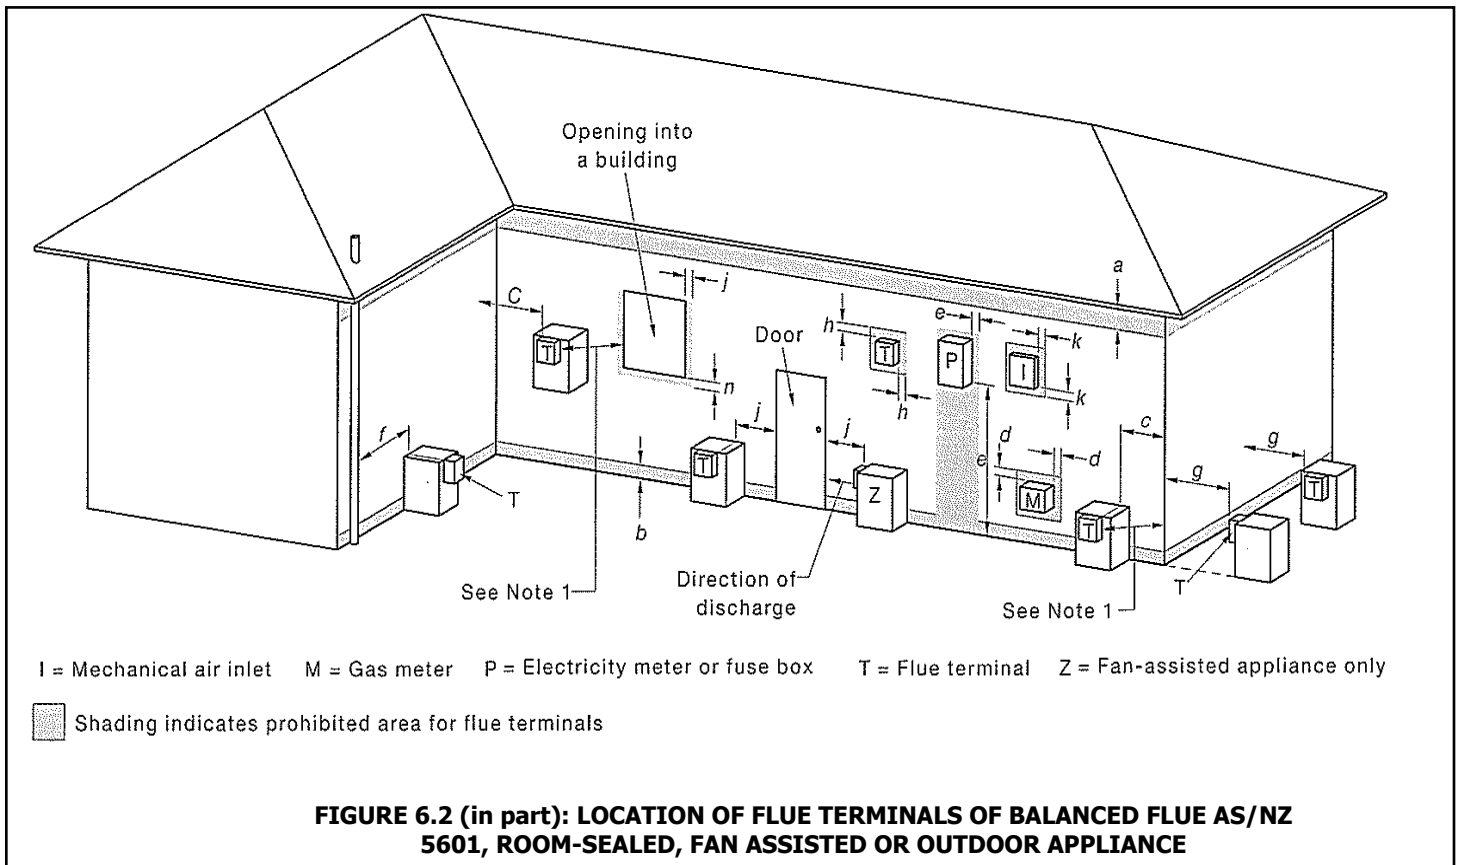 Opening into
a building
a
j
C
e
k
h
Door
T
T
P
I
n
h
k
j
c
f
j
d
g
T
e
d
g
T
Z
M
T
T
b
T
Direction of
discharge
See Note 1
See Note 1
I = Mechanical air inlet M = Gas meter P = Electricity meter or fuse box T = Flue terminal Z = Fan-assisted appliance only
Shading indicates prohibited area for flue terminals
FIGURE 6.2 (in part): LOCATION OF FLUE TERMINALS OF BALANCED FLUE AS/NZ
5601, ROOM-SEALED, FAN ASSISTED OR OUTDOOR APPLIANCE